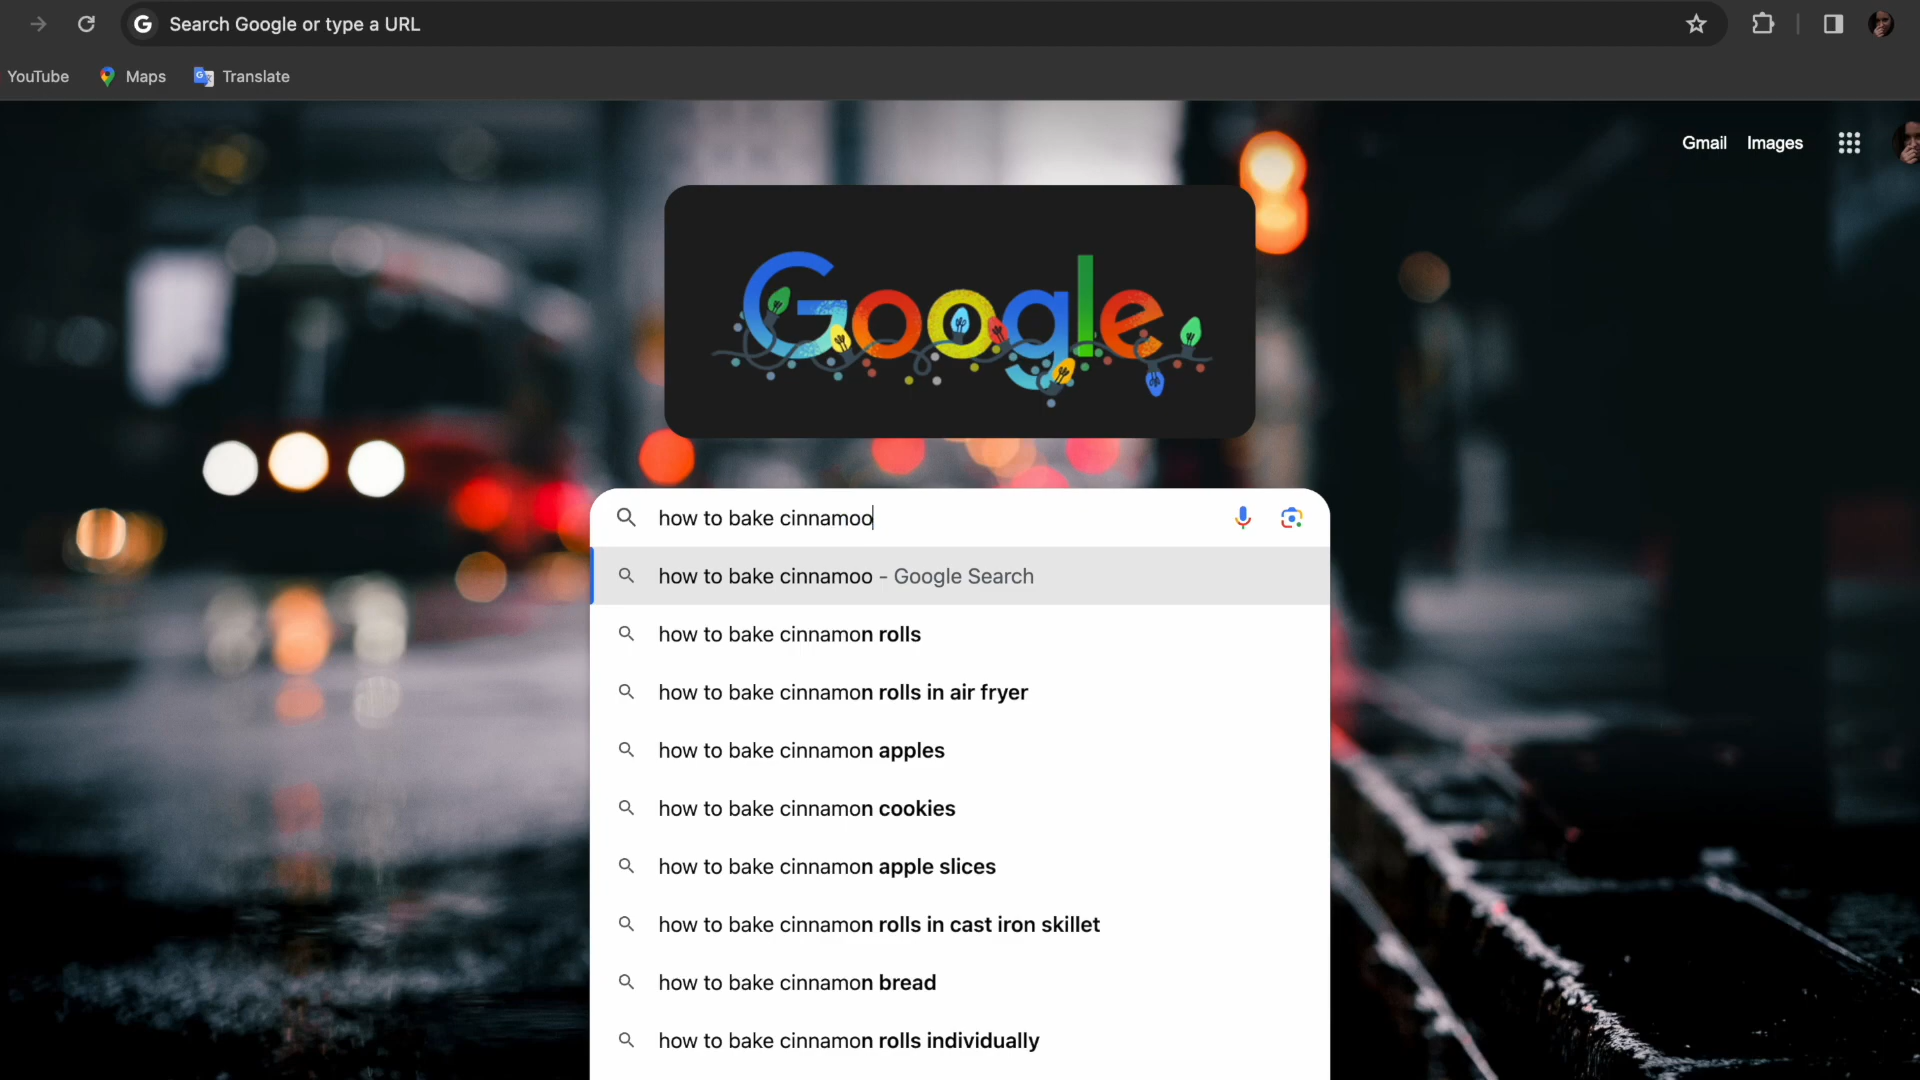 Search Google or type a URL
YouTube Maps Translate
Gmail Images
Google
how to bake cinnamoo
how to bake cinnamoo - Google Search
how to bake cinnamon rolls
how to bake cinnamon rolls in air fryer
how to bake cinnamon apples
how to bake cinnamon cookies
how to bake cinnamon apple slices
how to bake cinnamon rolls in cast iron skillet
how to bake cinnamon bread
how to bake cinnamon rolls individually